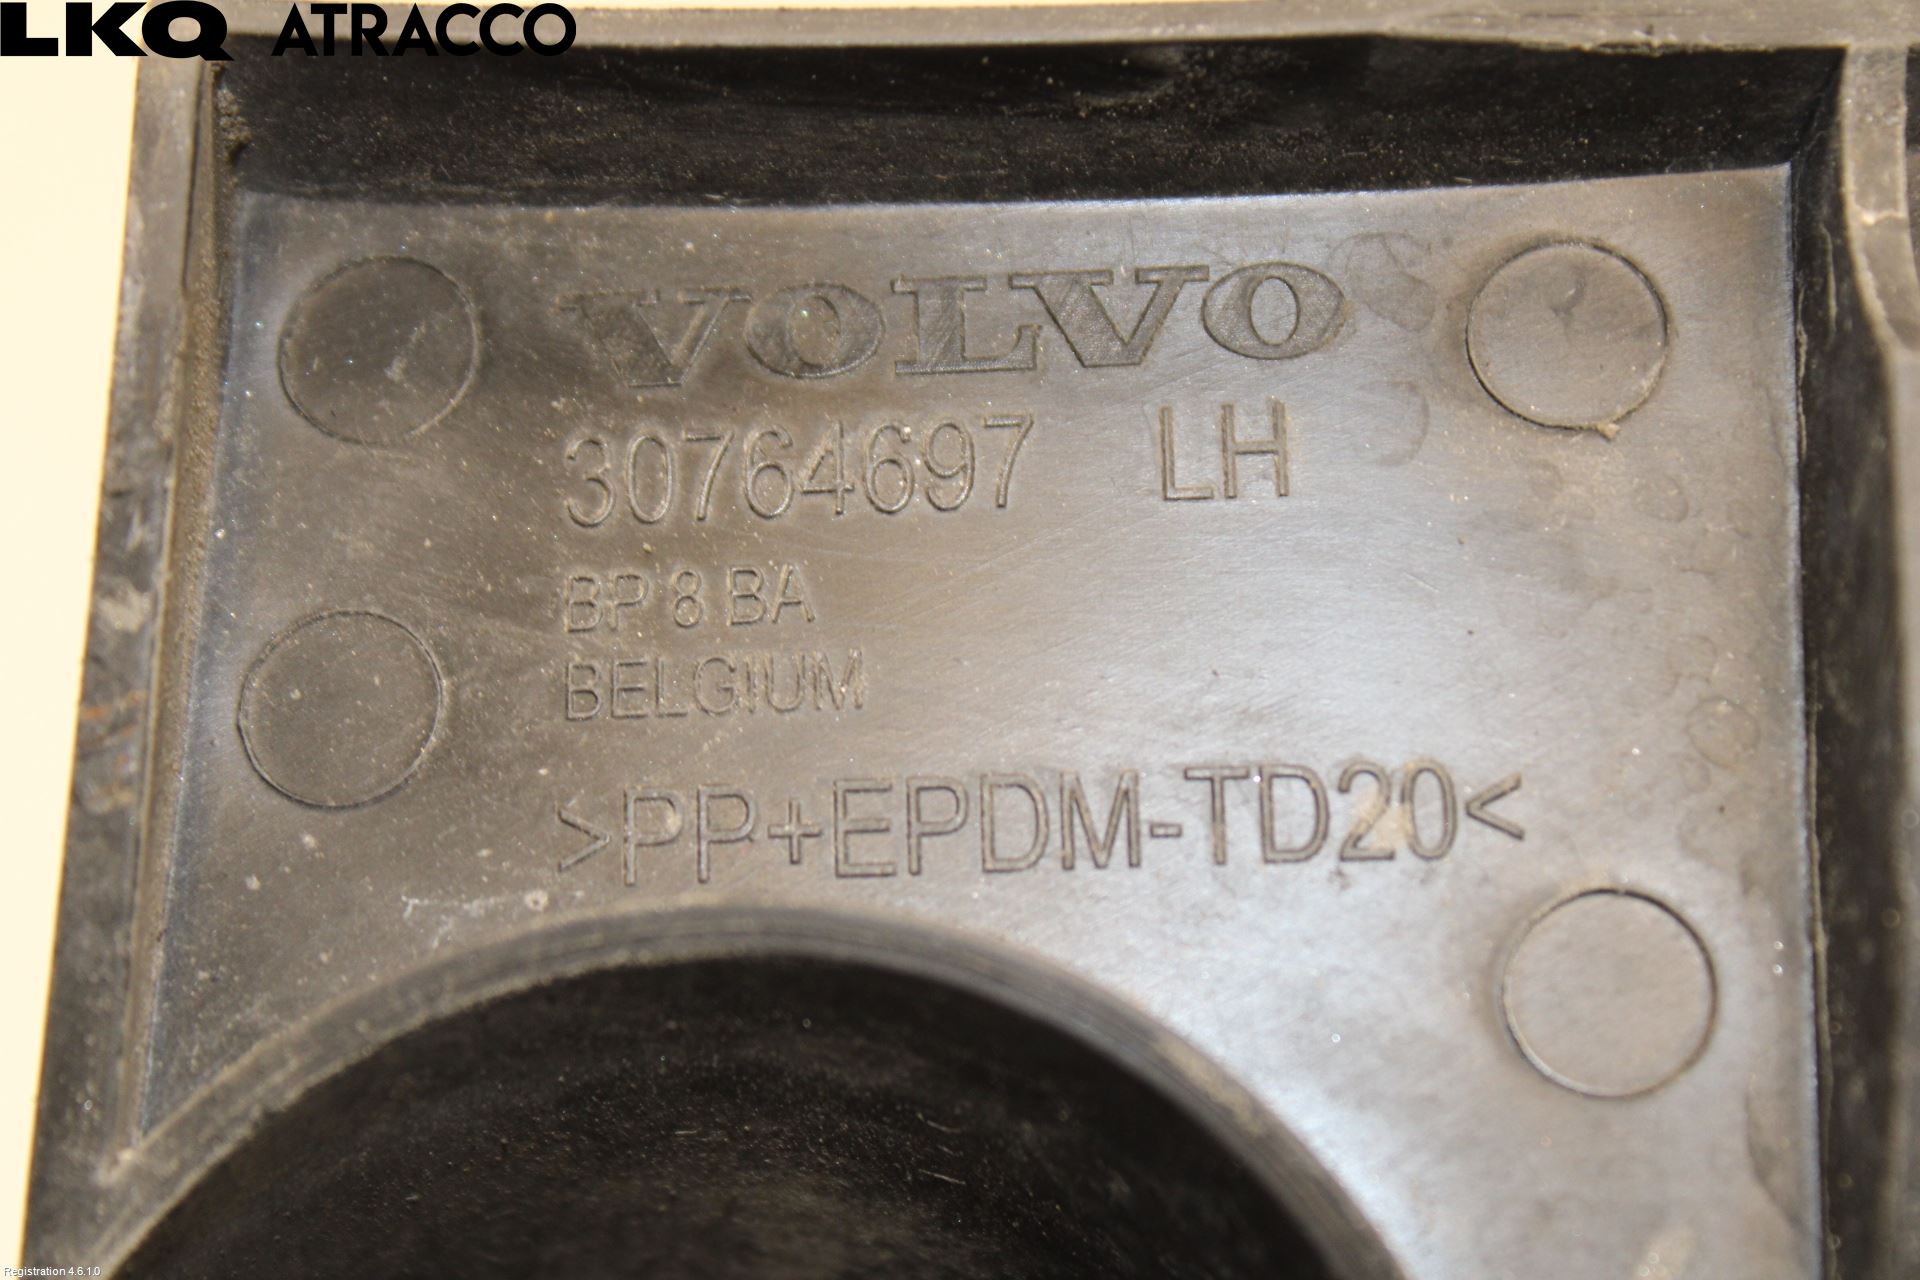 LKQ ATRACCO
VOLVO
30764697 LH
BP 8 BA
BELGIUM
>PP+EPDM-TD20<
Registration 4.6.1.0